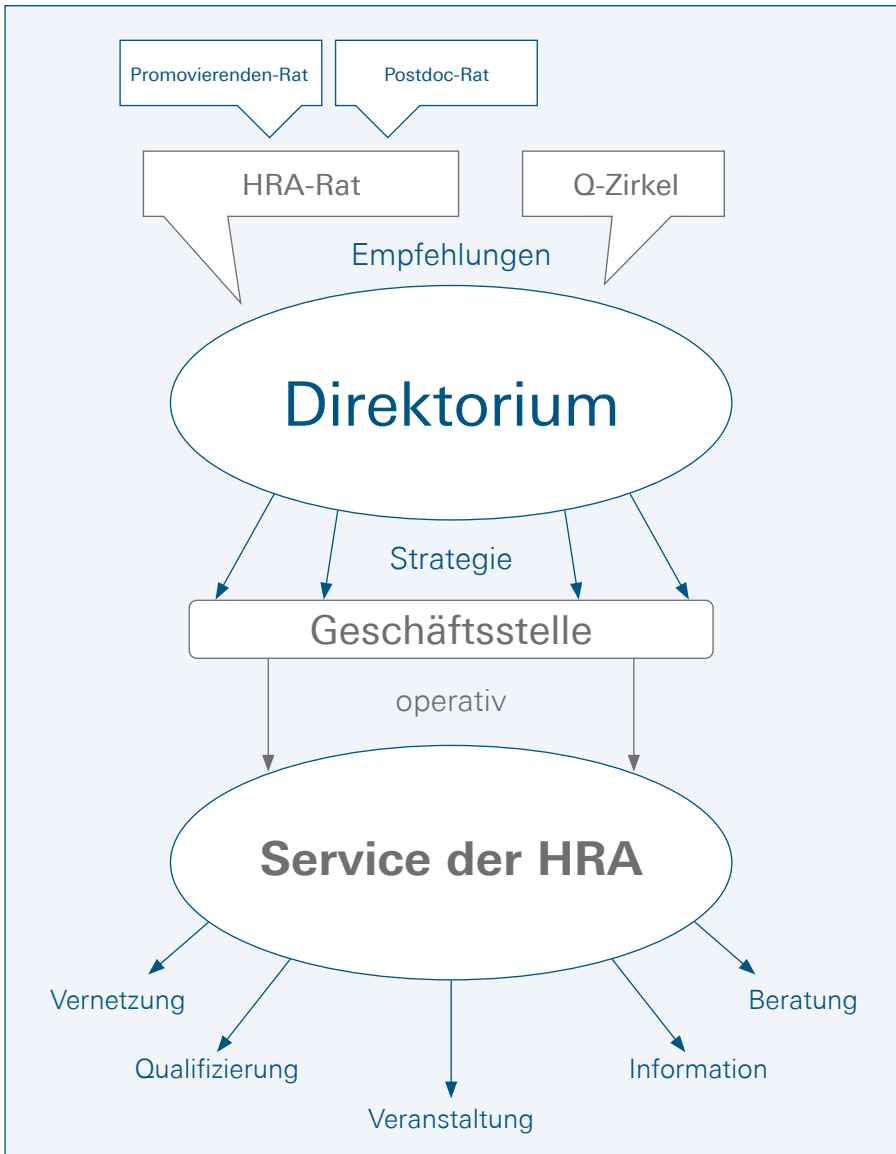 Promovierenden-Rat
Postdoc-Rat
HRA-Rat
Q-Zirkel
Empfehlungen
Direktorium
Strategie
Geschäftsstelle
operativ
Service der HRA
Vernetzung
Beratung
Qualifizierung
Information
Veranstaltung